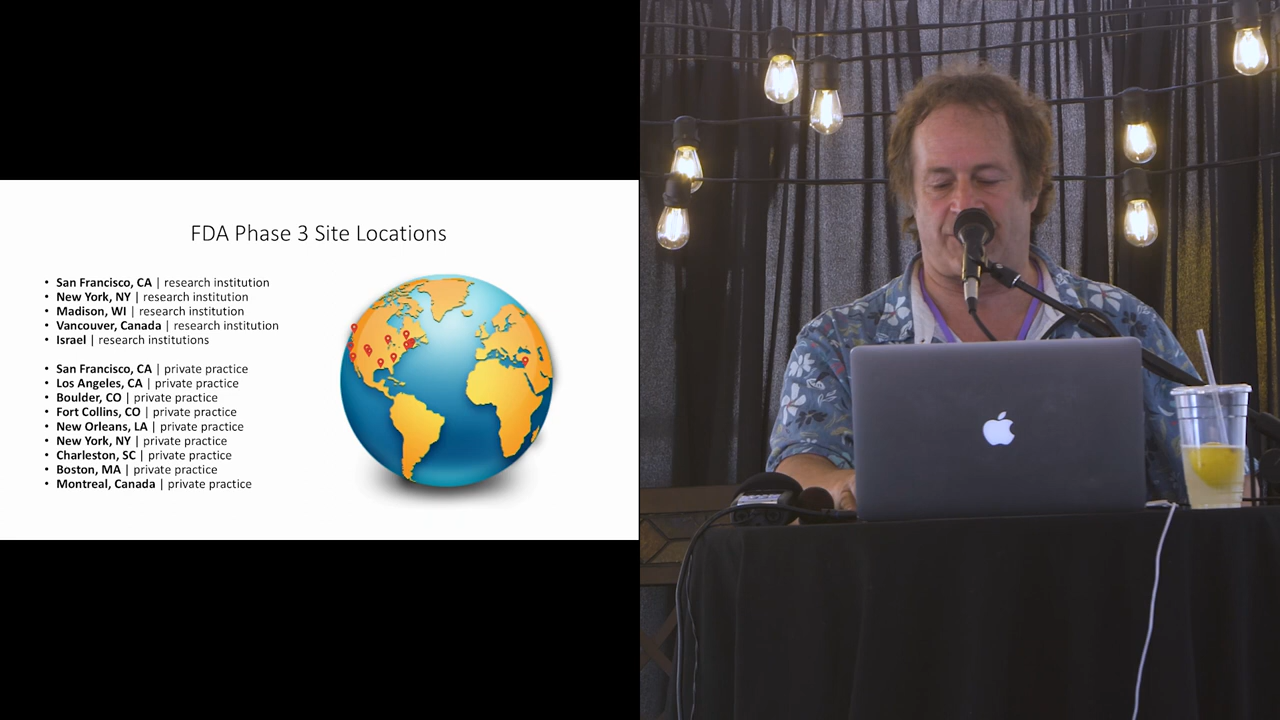 FDA Phase 3 Site Locations
• San Francisco, CA | research institution
• New York, NY | research institution
• Madison, WI | research institution
• Vancouver, Canada | research institution
• Israel | research institutions
• San Francisco, CA | private practice
• Los Angeles, CA | private practice
• Boulder, CO | private practice
• Fort Collins, CO | private practice
• New Orleans, LA | private practice
• New York, NY | private practice
• Charleston, SC | private practice
• Boston, MA | private practice
• Montreal, Canada | private practice